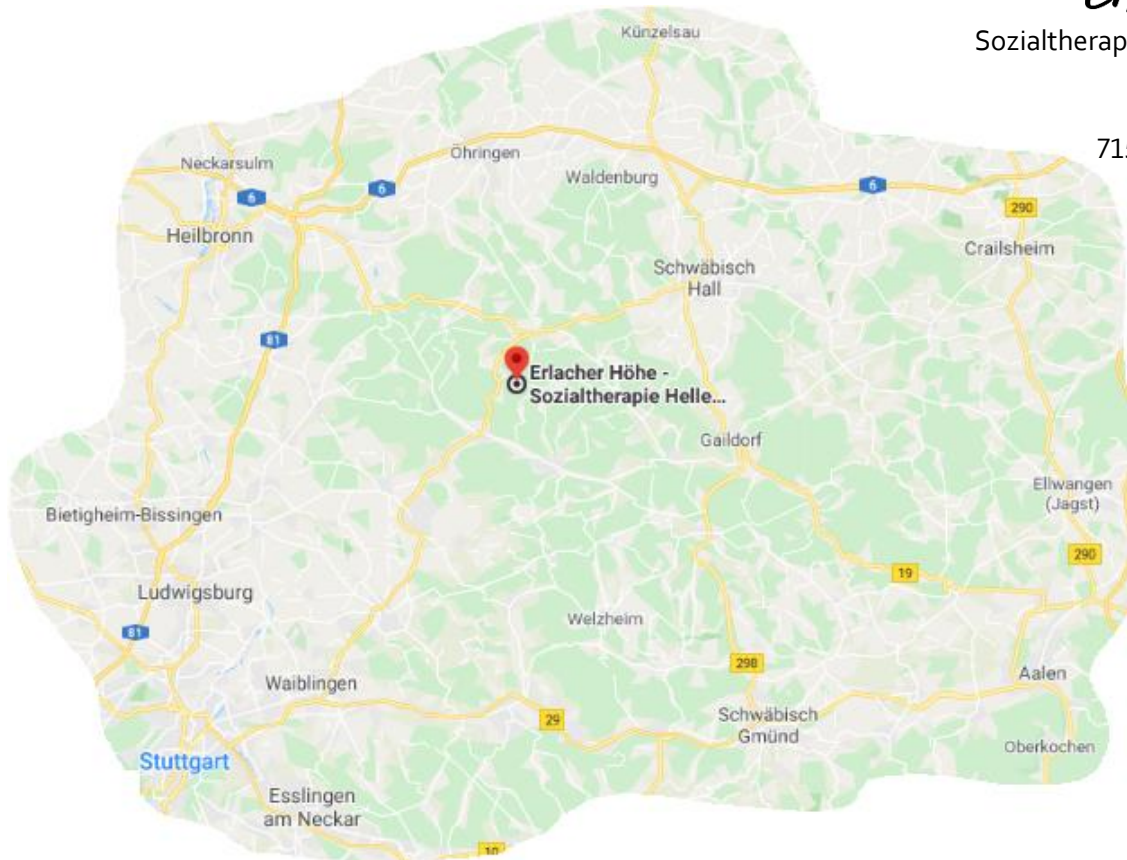 Sozialtherap
Künzelsau
Neckarsulm
Öhringen
Waldenburg
6
6
6
290
Heilbronn
Crailsheim
Schwäbisch
Hall
81
Erlacher Höhe -
Sozialtherapie Helle...
Gaildorf
Ellwangen
(Jagst)
Bietigheim-Bissingen
290
19
Ludwigsburg
Welzheim
81
298
Aalen
Waiblingen
29
Schwäbisch
Gmünd
Oberkochen
Stuttgart
Esslingen
am Neckar
10